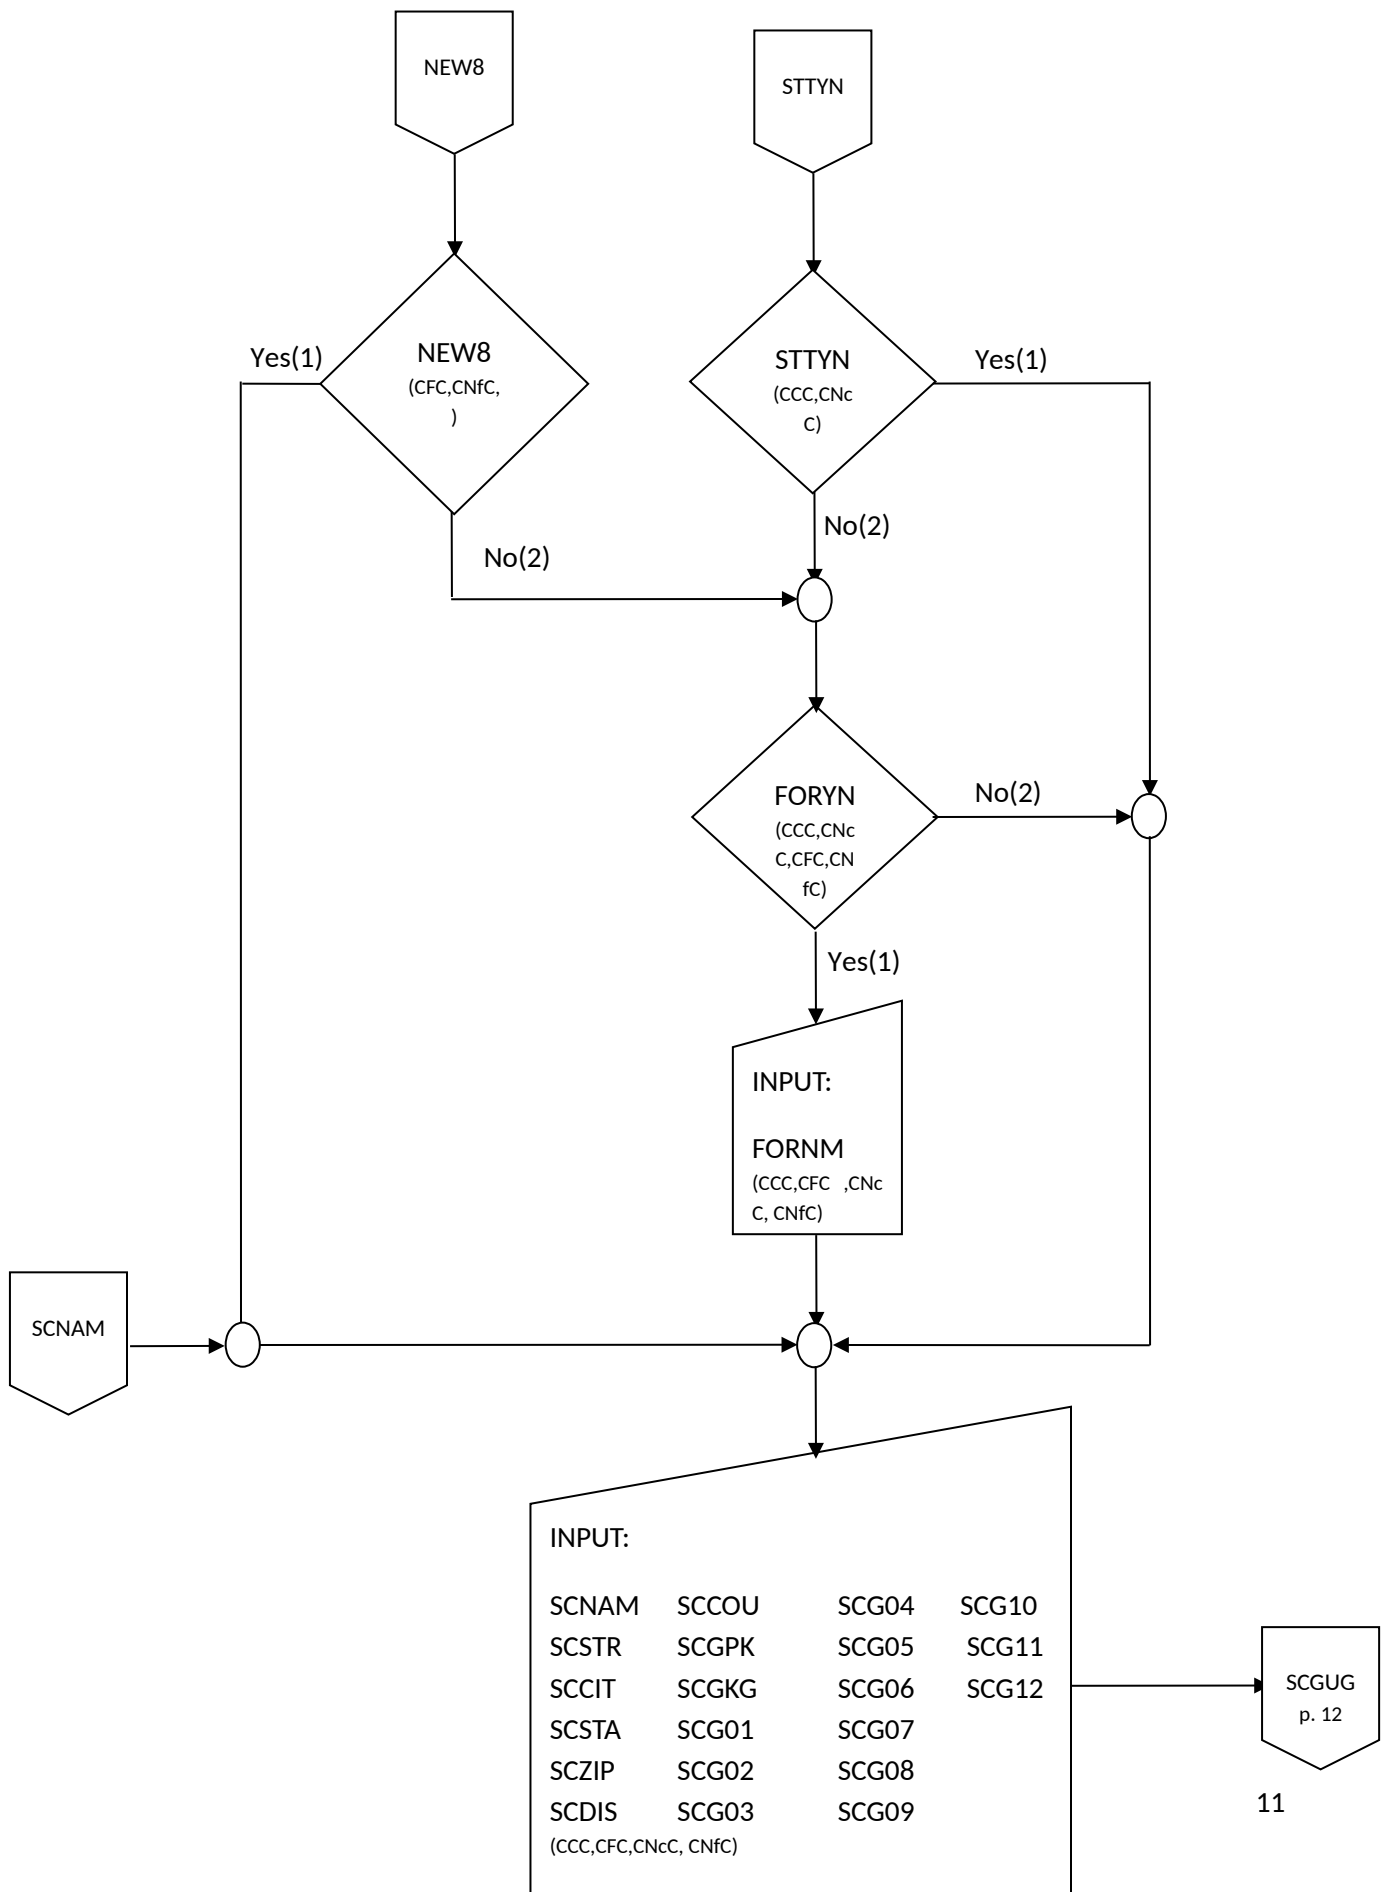 NEW8
STTYN
Yes(1)
NEW8
(CFC,CNfC,
)
STTYN
(CCC,CNc
C)
Yes(1)
No(2)
No(2)
FORYN
(CCC,CNc
C,CFC,CN
fC)
No(2)
Yes(1)
INPUT:
FORNM
(CCC,CFC ,CNc
C, CNfC)
SCNAM
INPUT:
SCNAM SCCOU SCG04 SCG10
SCSTR SCGPK SCG05 SCG11
SCCIT SCGKG SCG06 SCG12
SCSTA SCG01 SCG07
SCZIP SCG02 SCG08
SCDIS SCG03 SCG09
(CCC,CFC,CNcC, CNfC)
SCGUG
p. 12
11